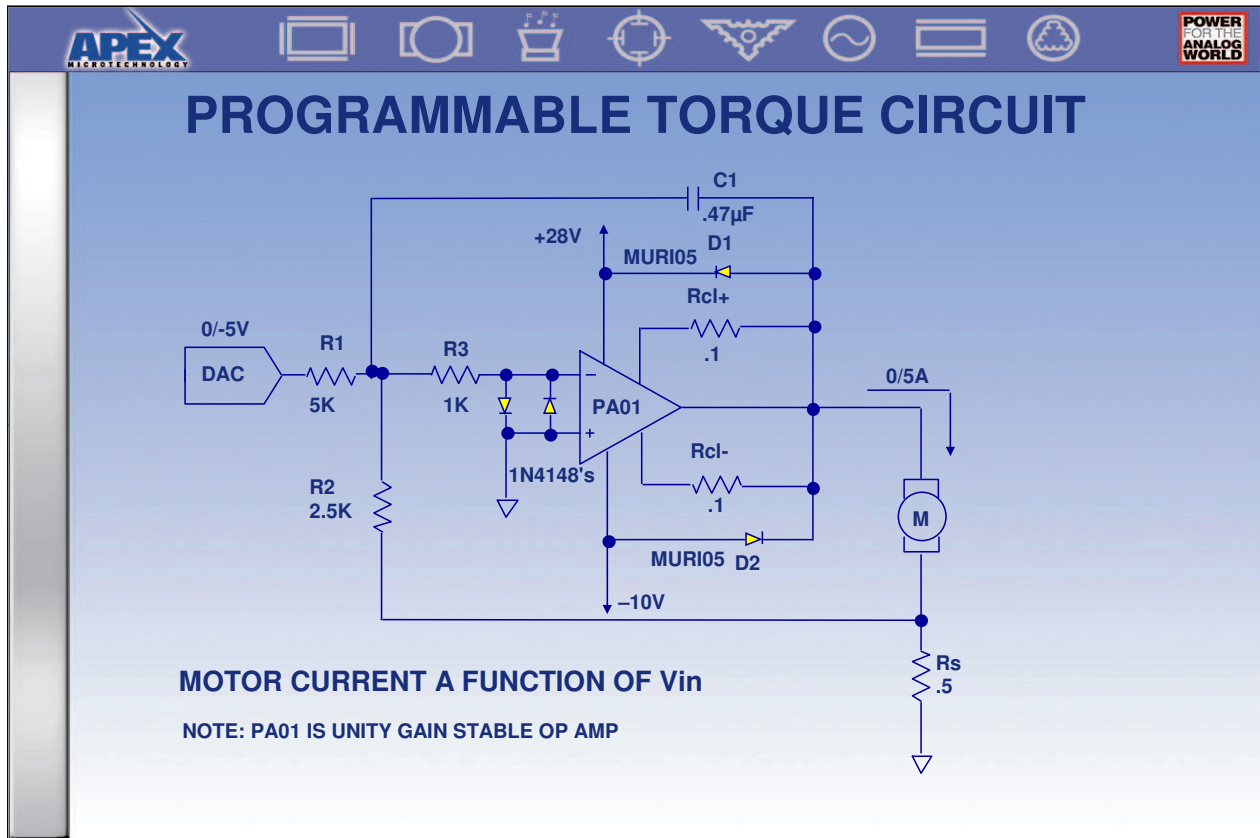 APEX
MICROTECHNOLOGY
POWER
FOR THE
ANALOG
WORLD
PROGRAMMABLE TORQUE CIRCUIT
C1
.47µF
+28V
D1
MURI05
Rcl+
.1
0/-5V
R1
R3
DAC
5K
1K
−
+
PA01
0/5A
1N4148's
Rcl-
.1
R2
2.5K
M
MURI05
D2
–10V
Rs
.5
MOTOR CURRENT A FUNCTION OF Vin
NOTE: PA01 IS UNITY GAIN STABLE OP AMP